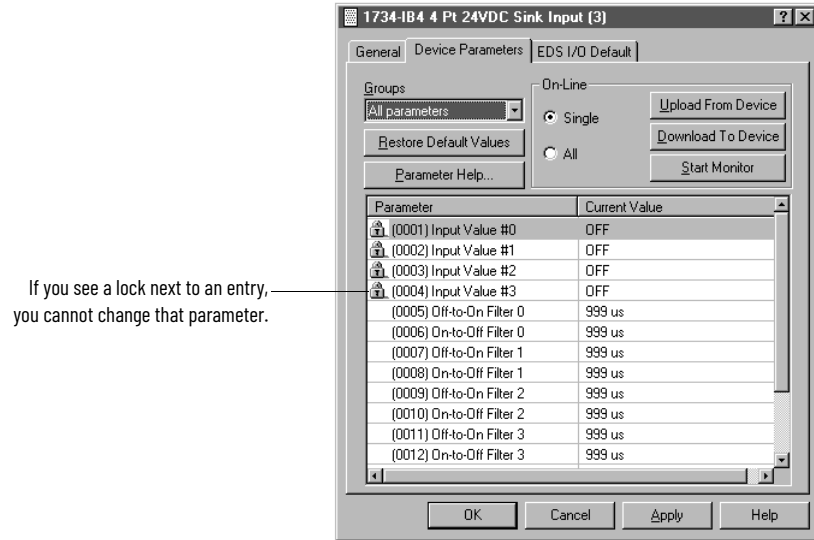 1734-IB4 4 Pt 24VDC Sink Input (3)
General
Device Parameters
EDS I/O Default
Groups
All parameters
Restore Default Values
Parameter Help...
On-Line
Single
All
Upload From Device
Download To Device
Start Monitor
Parameter
Current Value
(0001) Input Value #0
OFF
(0002) Input Value #1
OFF
(0003) Input Value #2
OFF
(0004) Input Value #3
OFF
(0005) Off-to-On Filter 0
999 us
(0006) On-to-Off Filter 0
999 us
(0007) Off-to-On Filter 1
999 us
(0008) On-to-Off Filter 1
999 us
(0009) Off-to-On Filter 2
999 us
(0010) On-to-Off Filter 2
999 us
(0011) Off-to-On Filter 3
999 us
(0012) On-to-Off Filter 3
999 us
If you see a lock next to an entry,
you cannot change that parameter.
OK
Cancel
Apply
Help